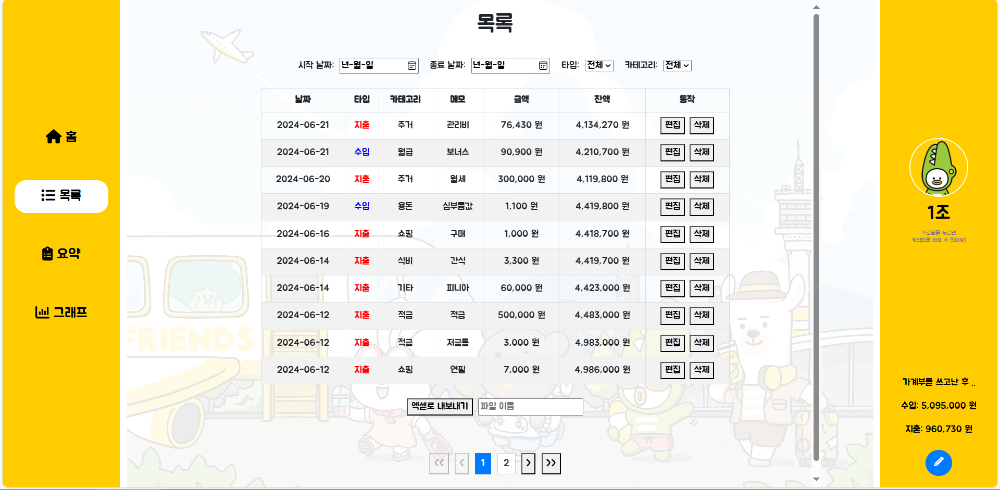 홈
목록
요약
그래프
목록
시작 날짜: 년-월-일 종료 날짜: 년-월-일 타입: 전체 카테고리: 전체
날짜 타입 카테고리 메모 금액 잔액 동작
2024-06-21 지출 주거 관리비 76,430 원 4,134,270 원 편집 삭제
2024-06-21 수입 월급 보너스 90,900 원 4,210,700 원 편집 삭제
2024-06-20 지출 주거 월세 300,000 원 4,119,800 원 편집 삭제
2024-06-19 수입 용돈 심부름값 1,100 원 4,419,800 원 편집 삭제
2024-06-16 지출 쇼핑 구매 1,000 원 4,418,700 원 편집 삭제
2024-06-14 지출 식비 간식 3,300 원 4,419,700 원 편집 삭제
2024-06-14 지출 기타 피니아 60,000 원 4,423,000 원 편집 삭제
2024-06-12 지출 적금 적금 500,000 원 4,483,000 원 편집 삭제
2024-06-12 지출 적금 저금통 3,000 원 4,983,000 원 편집 삭제
2024-06-12 지출 쇼핑 연필 7,000 원 4,986,000 원 편집 삭제
엑셀로 내보내기 파일 이름
<< < 1 2 > >>
FRIENDS
1조
프로필을 누르면
캐릭터를 바꿀 수 있어요!
가계부를 쓰고난 후 ..
수입: 5,095,000 원
지출: 960,730 원